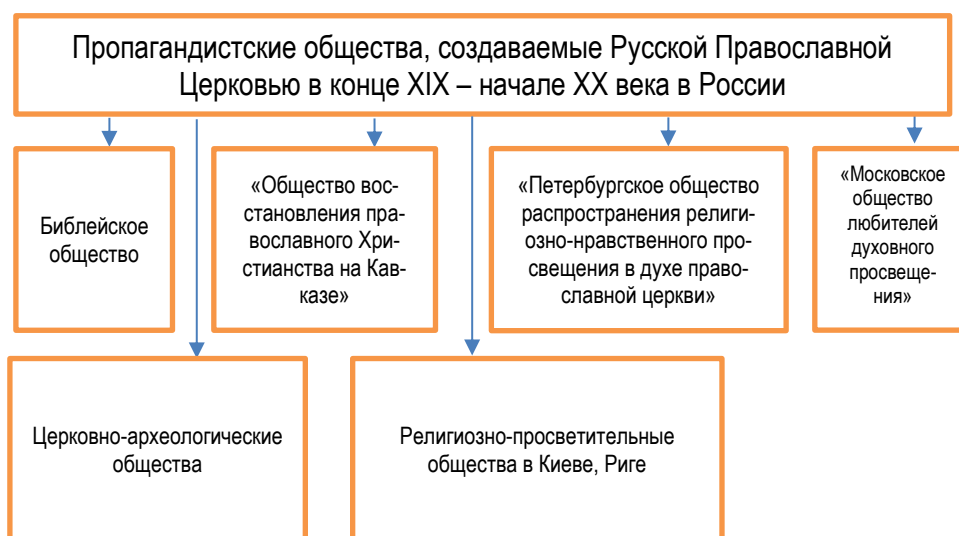 Пропагандистские общества, создаваемые Русской Православной
Церковью в конце XIX – начале XX века в России
Библейское
общество
«Общество вос-
становления пра-
вославного Хри-
стианства на Кав-
казе»
«Петербургское общество
распространения религи-
озно-нравственного про-
свещения в духе право-
славной церкви»
«Московское
общество
любителей
духовного
просвеще-
ния»
Церковно-археологические
общества
Религиозно-просветительные
общества в Киеве, Риге